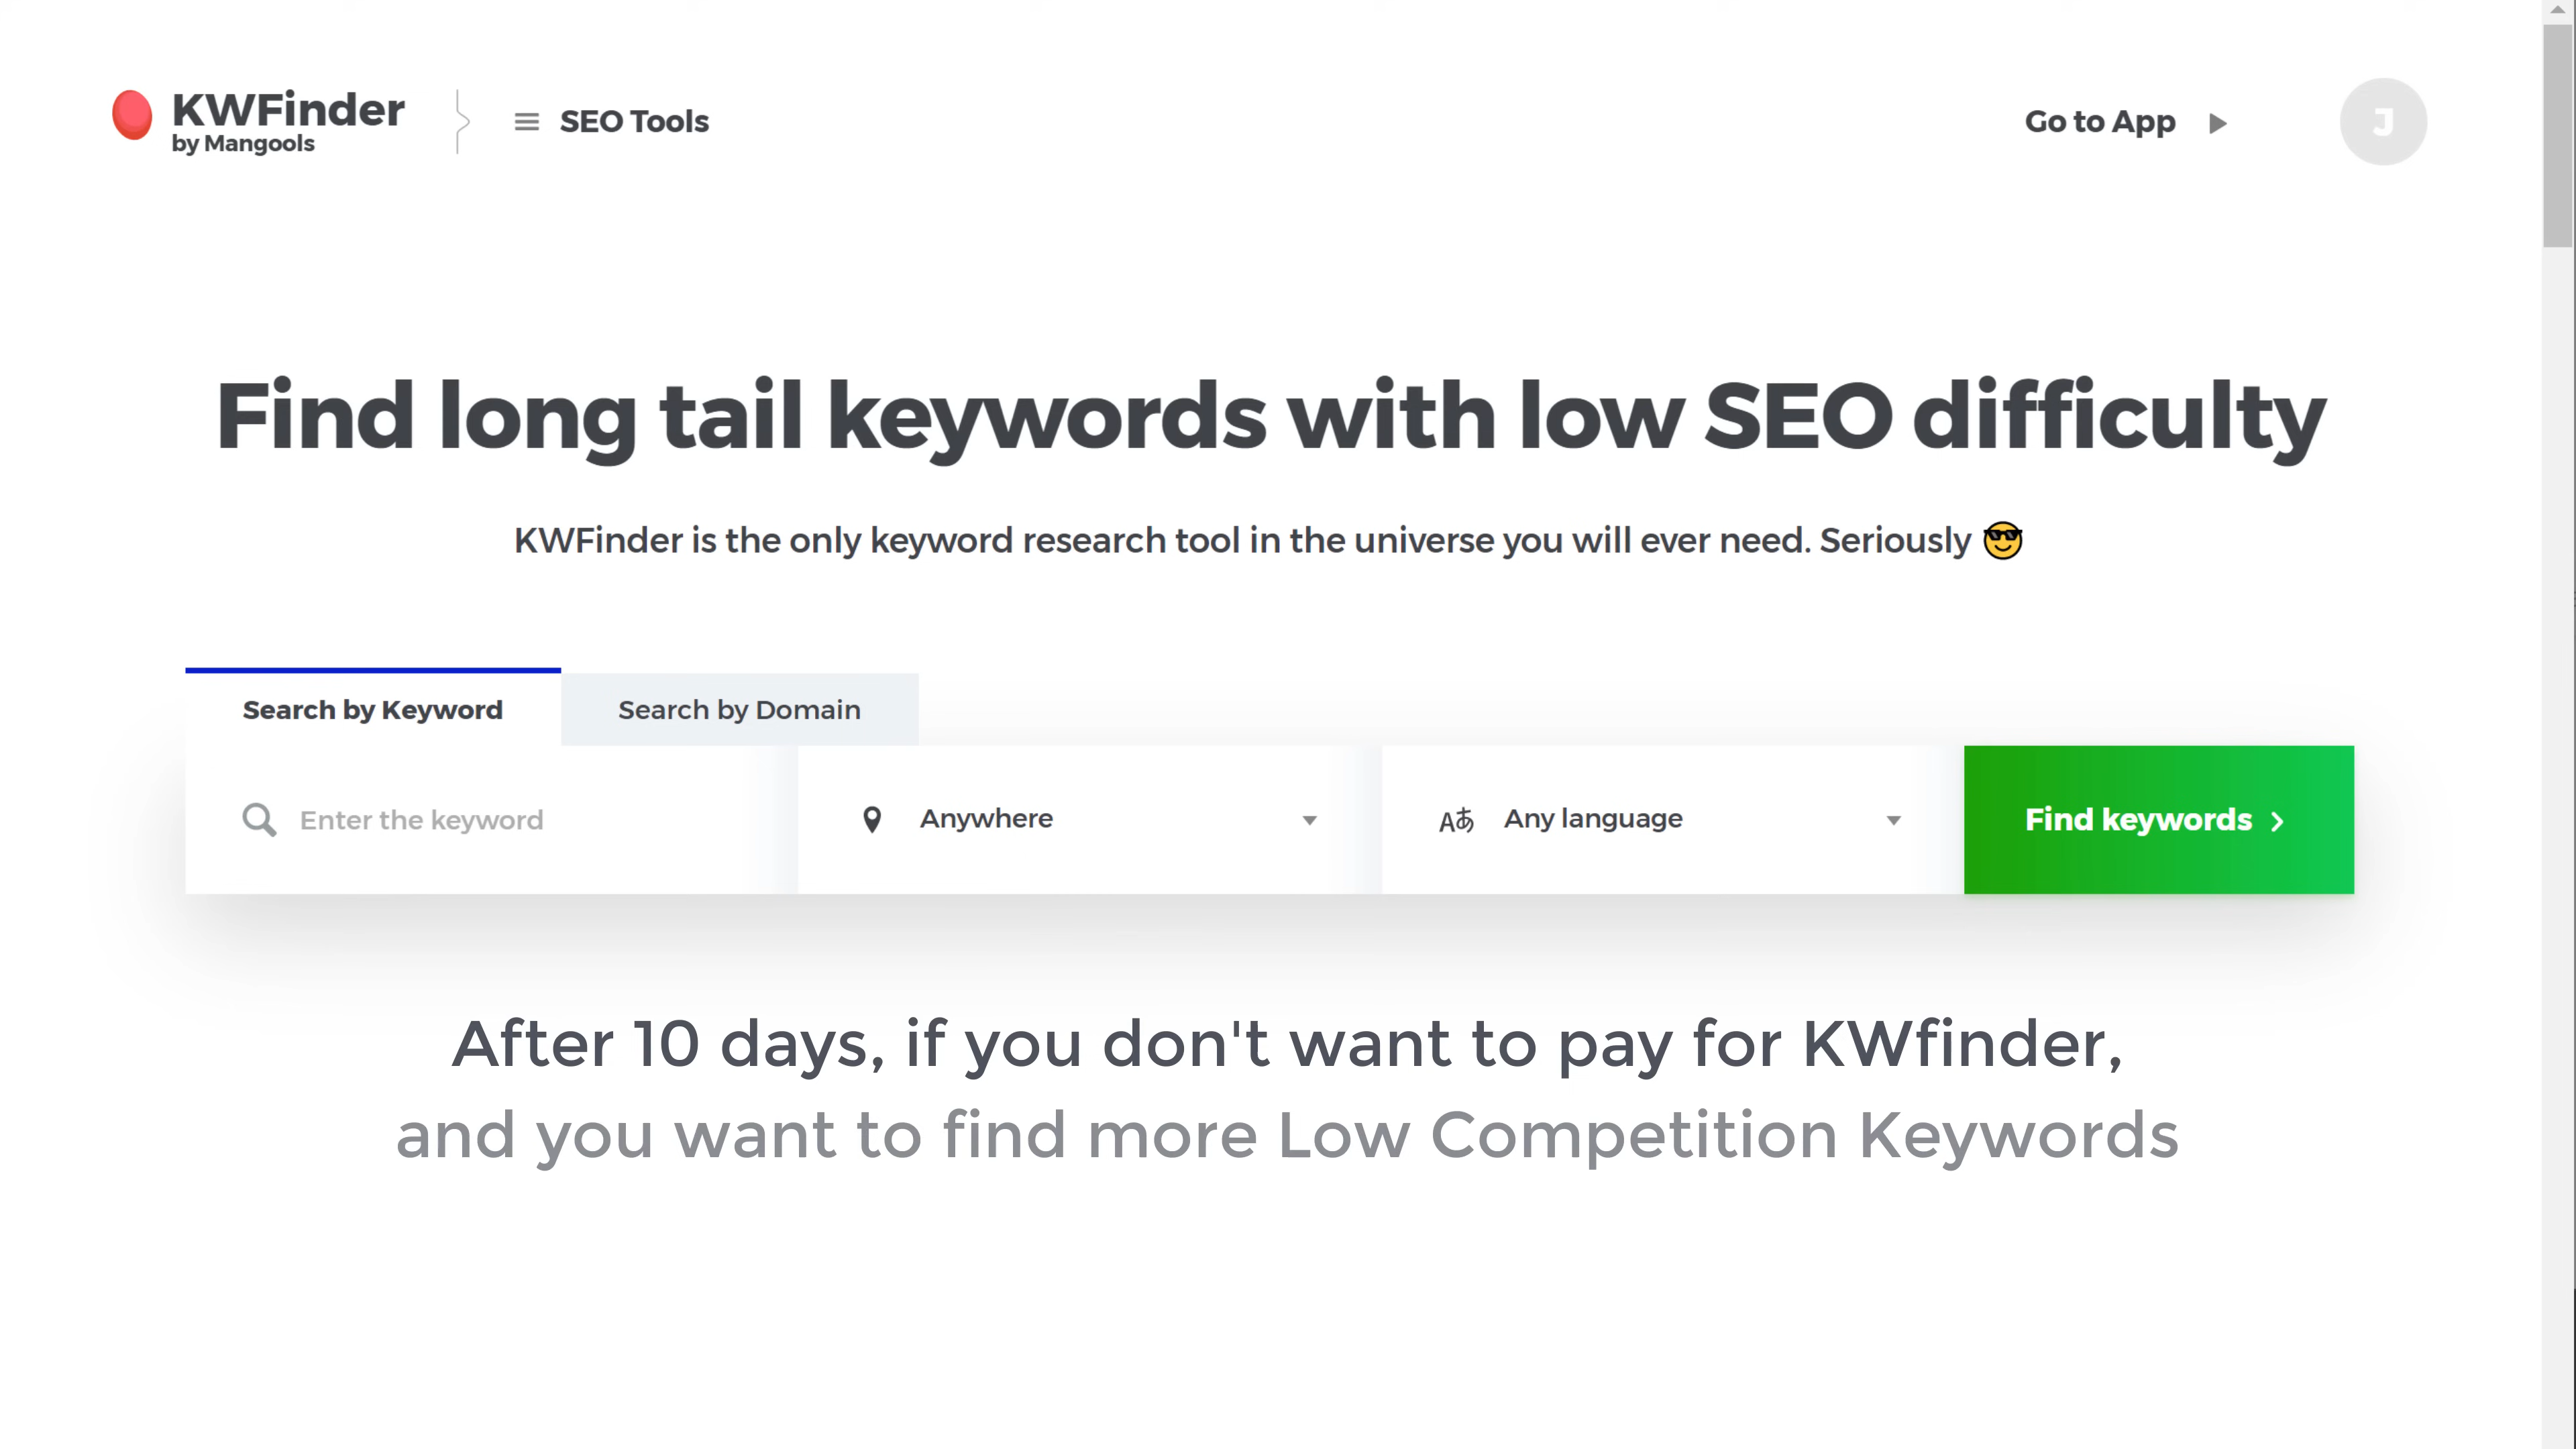 KWFinder
by Mangools
SEO Tools
Go to App
J
Find long tail keywords with low SEO difficulty
KWFinder is the only keyword research tool in the universe you will ever need. Seriously 😎
Search by Keyword
Search by Domain
Enter the keyword
Anywhere
Aあ Any language
Find keywords
After 10 days, if you don't want to pay for KWfinder,
and you want to find more Low Competition Keywords